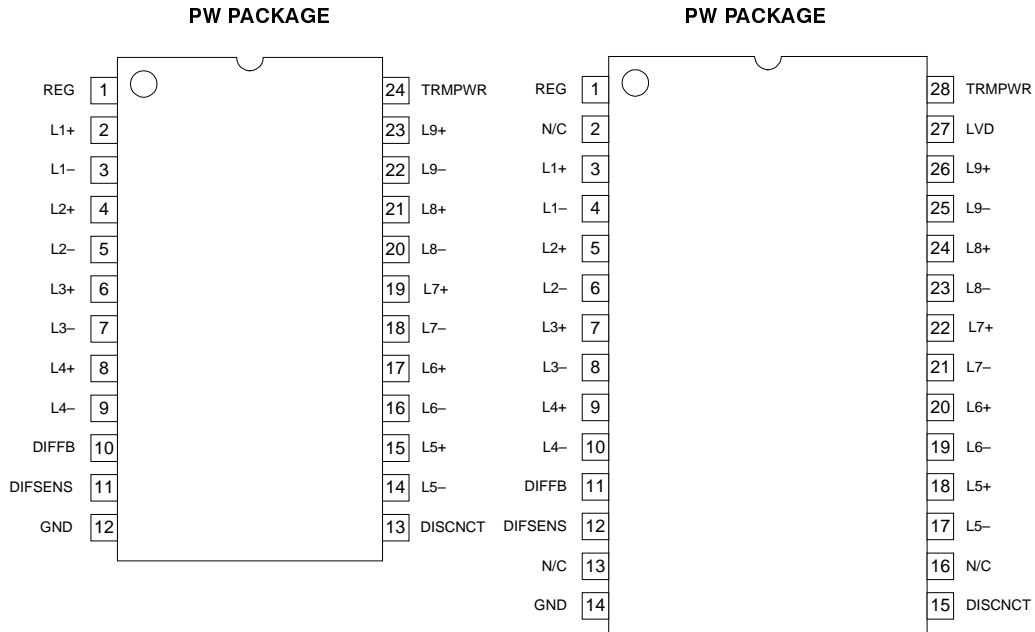 PW PACKAGE
REG 1 24 TRMPWR
L1+ 2 23 L9+
L1– 3 22 L9–
L2+ 4 21 L8+
L2– 5 20 L8–
L3+ 6 19 L7+
L3– 7 18 L7–
L4+ 8 17 L6+
L4– 9 16 L6–
DIFFB 10 15 L5+
DIFSENS 11 14 L5–
GND 12 13 DISCNCT
PW PACKAGE
REG 1 28 TRMPWR
N/C 2 27 LVD
L1+ 3 26 L9+
L1– 4 25 L9–
L2+ 5 24 L8+
L2– 6 23 L8–
L3+ 7 22 L7+
L3– 8 21 L7–
L4+ 9 20 L6+
L4– 10 19 L6–
DIFFB 11 18 L5+
DIFSENS 12 17 L5–
N/C 13 16 N/C
GND 14 15 DISCNCT